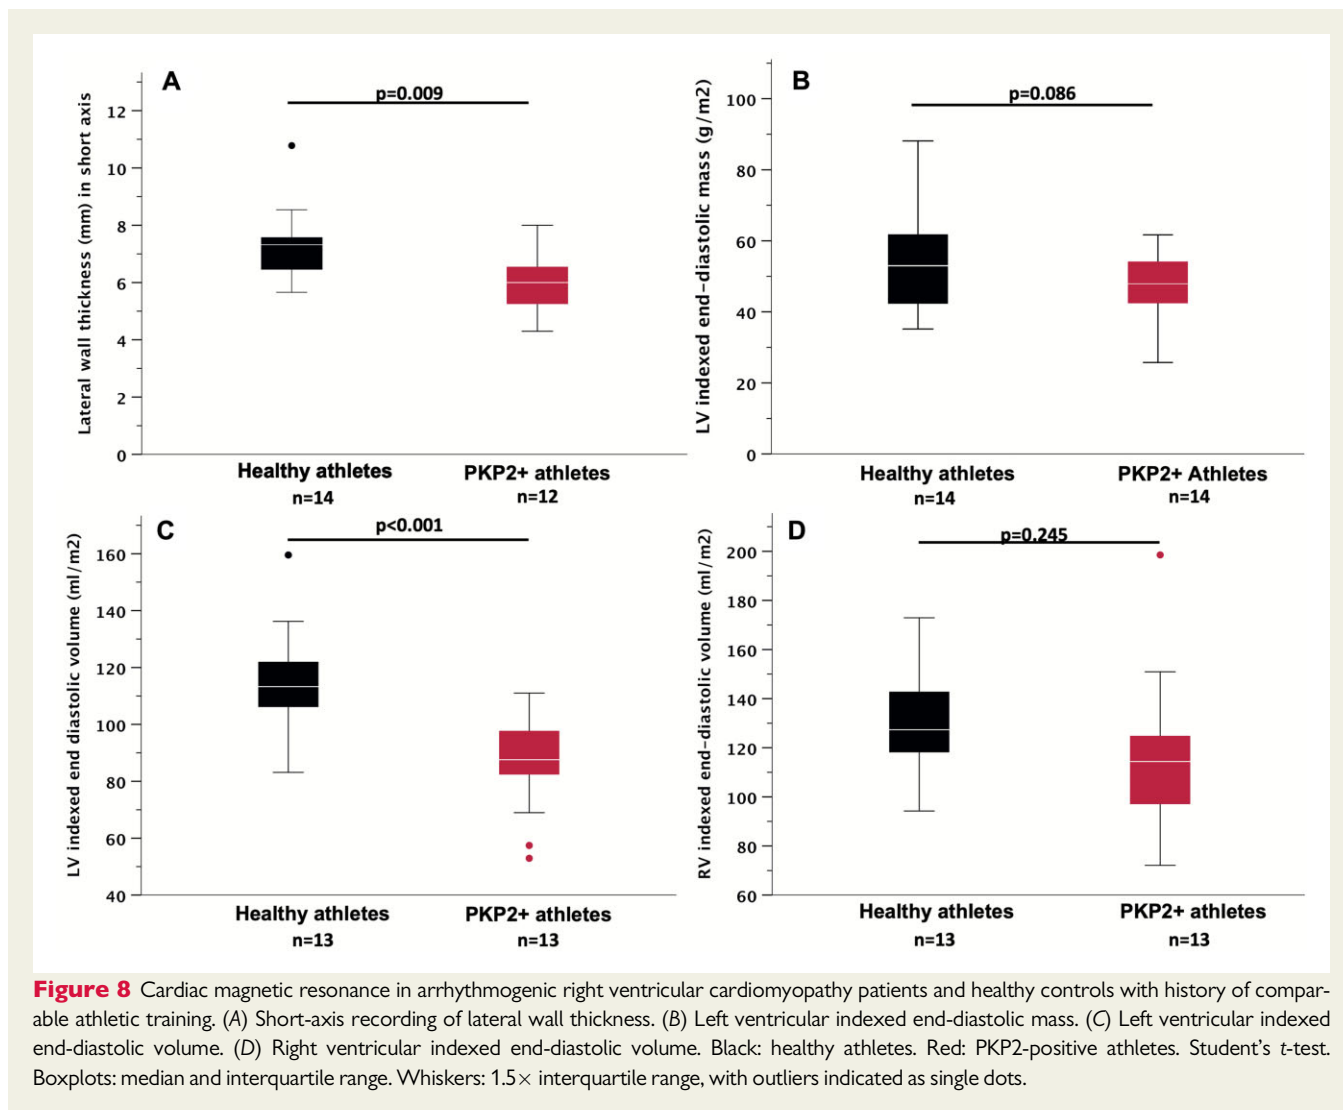 A
p=0.009
Lateral wall thickness (mm) in short axis
12
10
8
6
4
2
0
Healthy athletes
n=14
PKP2+ athletes
n=12
B
p=0.086
LV indexed end-diastolic mass (g/m2)
100
80
60
40
20
0
Healthy athletes
n=14
PKP2+ Athletes
n=14
C
p<0.001
LV indexed end diastolic volume (ml/m2)
160
140
120
100
80
60
40
Healthy athletes
n=13
PKP2+ athletes
n=13
D
p=0.245
RV indexed end-diastolic volume (ml/m2)
200
180
160
140
120
100
80
60
Healthy athletes
n=13
PKP2+ athletes
n=13
Figure 8 Cardiac magnetic resonance in arrhythmogenic right ventricular cardiomyopathy patients and healthy controls with history of compar-
able athletic training. (A) Short-axis recording of lateral wall thickness. (B) Left ventricular indexed end-diastolic mass. (C) Left ventricular indexed
end-diastolic volume. (D) Right ventricular indexed end-diastolic volume. Black: healthy athletes. Red: PKP2-positive athletes. Student's t-test.
Boxplots: median and interquartile range. Whiskers: 1.5× interquartile range, with outliers indicated as single dots.